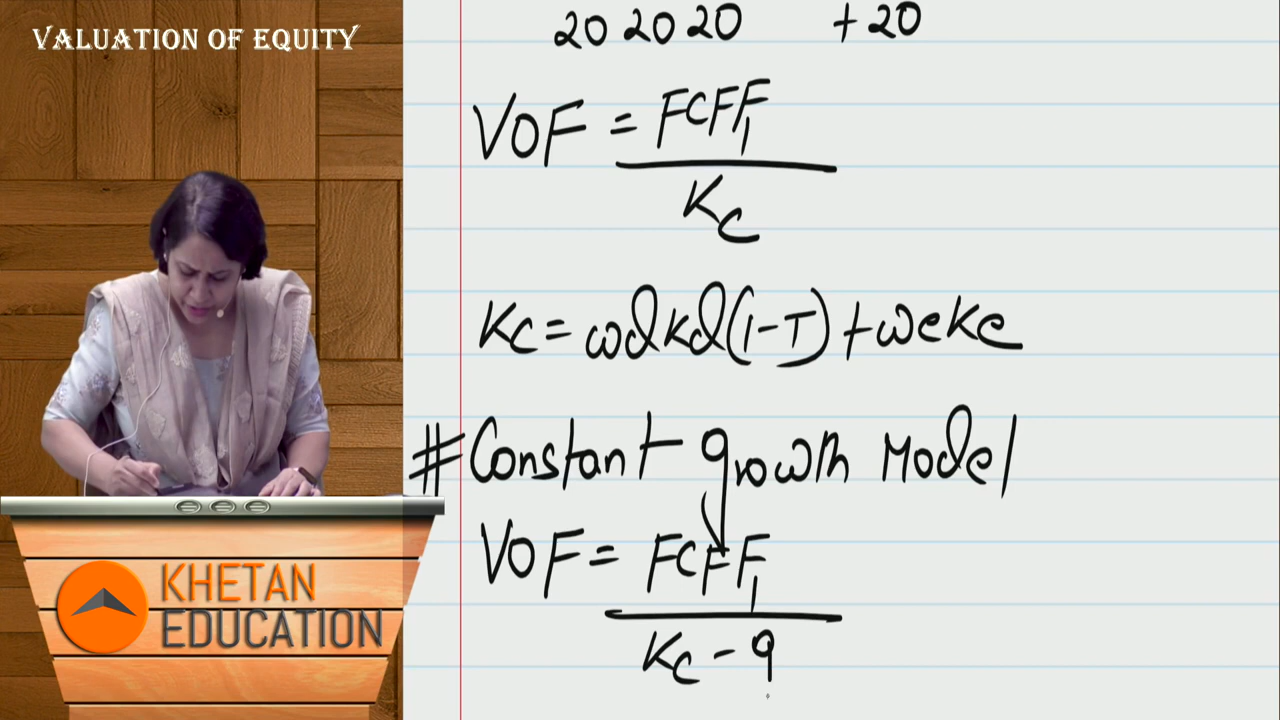 VALUATION OF EQUITY
20 20 20 + 20
VOF = FCFF₁
Kc
Kc = wdkd(1-T) + weke
# Constant growth Model
VOF = FCFF₁
Kc - g
KHETAN
EDUCATION